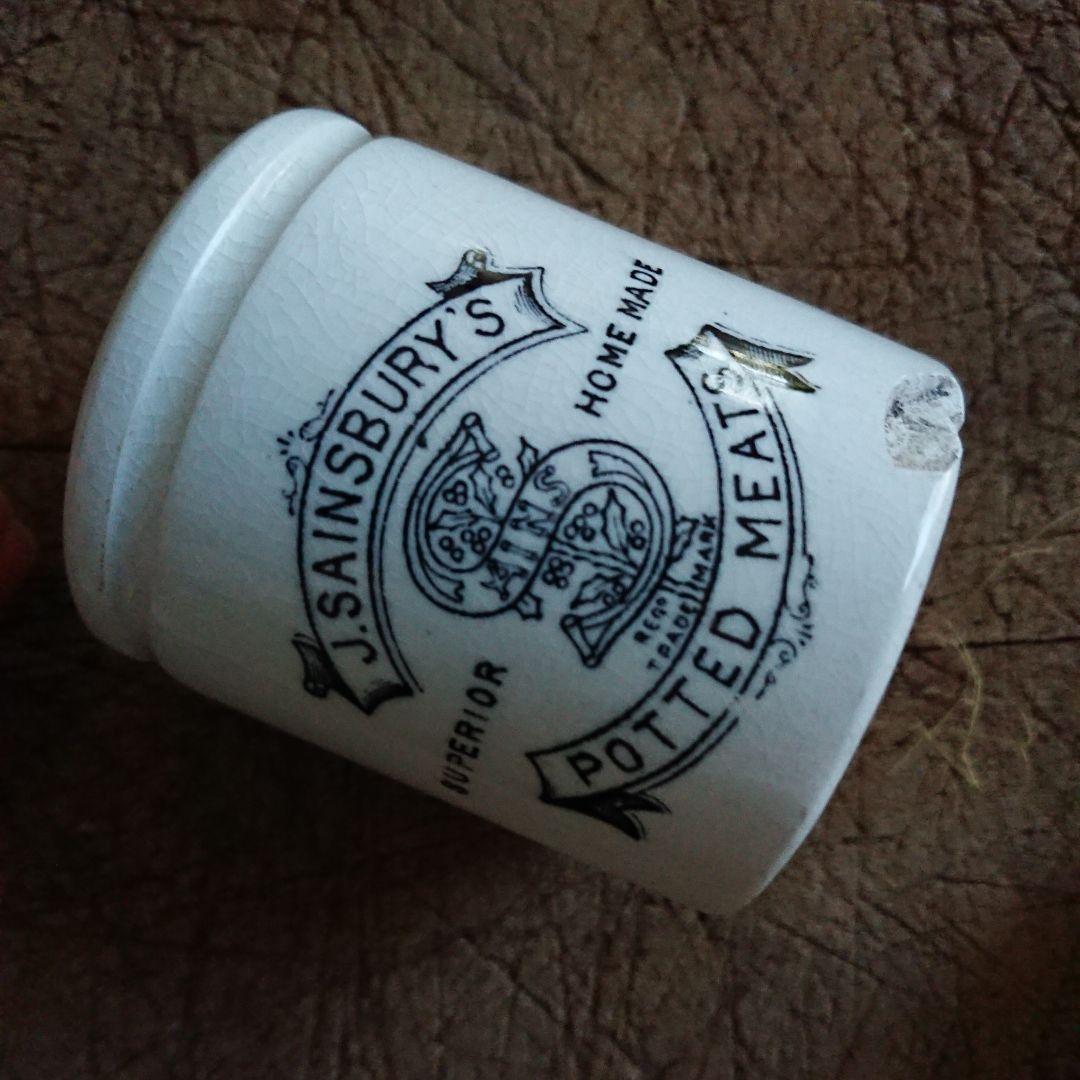 J. SAINSBURY'S
SUPERIOR HOME MADE
REGD
TRADE MARK
POTTED MEATS